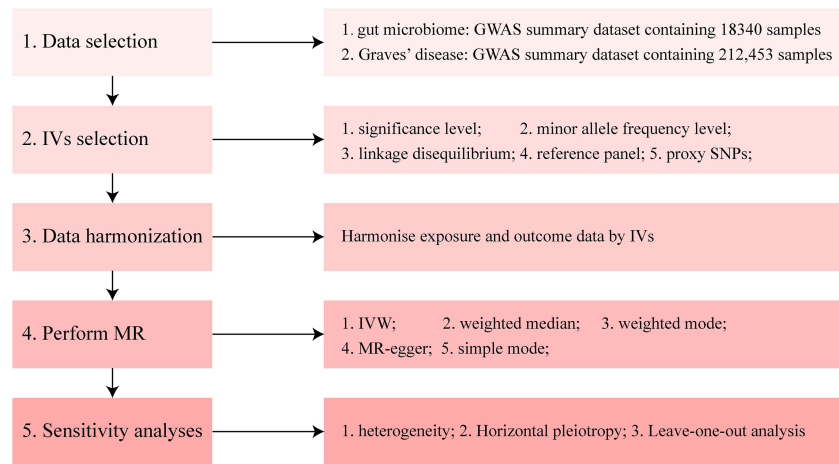 1. Data selection
1. gut microbiome: GWAS summary dataset containing 18340 samples
2. Graves' disease: GWAS summary dataset containing 212,453 samples
2. IVs selection
1. significance level; 2. minor allele frequency level;
3. linkage disequilibrium; 4. reference panel; 5. proxy SNPs;
3. Data harmonization
Harmonise exposure and outcome data by IVs
4. Perform MR
1. IVW; 2. weighted median; 3. weighted mode;
4. MR-egger; 5. simple mode;
5. Sensitivity analyses
1. heterogeneity; 2. Horizontal pleiotropy; 3. Leave-one-out analysis